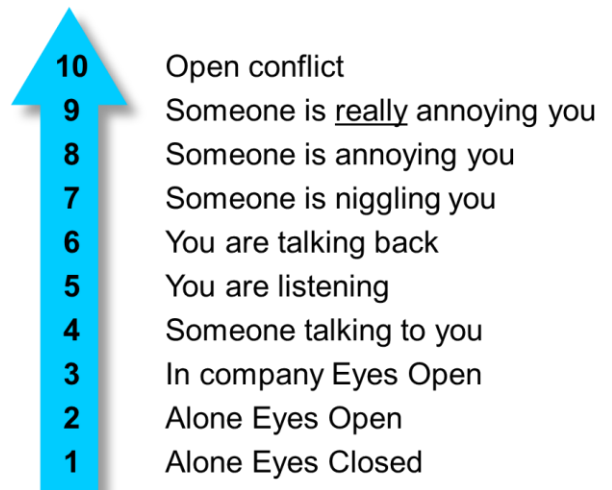 10 Open conflict
9 Someone is really annoying you
8 Someone is annoying you
7 Someone is niggling you
6 You are talking back
5 You are listening
4 Someone talking to you
3 In company Eyes Open
2 Alone Eyes Open
1 Alone Eyes Closed